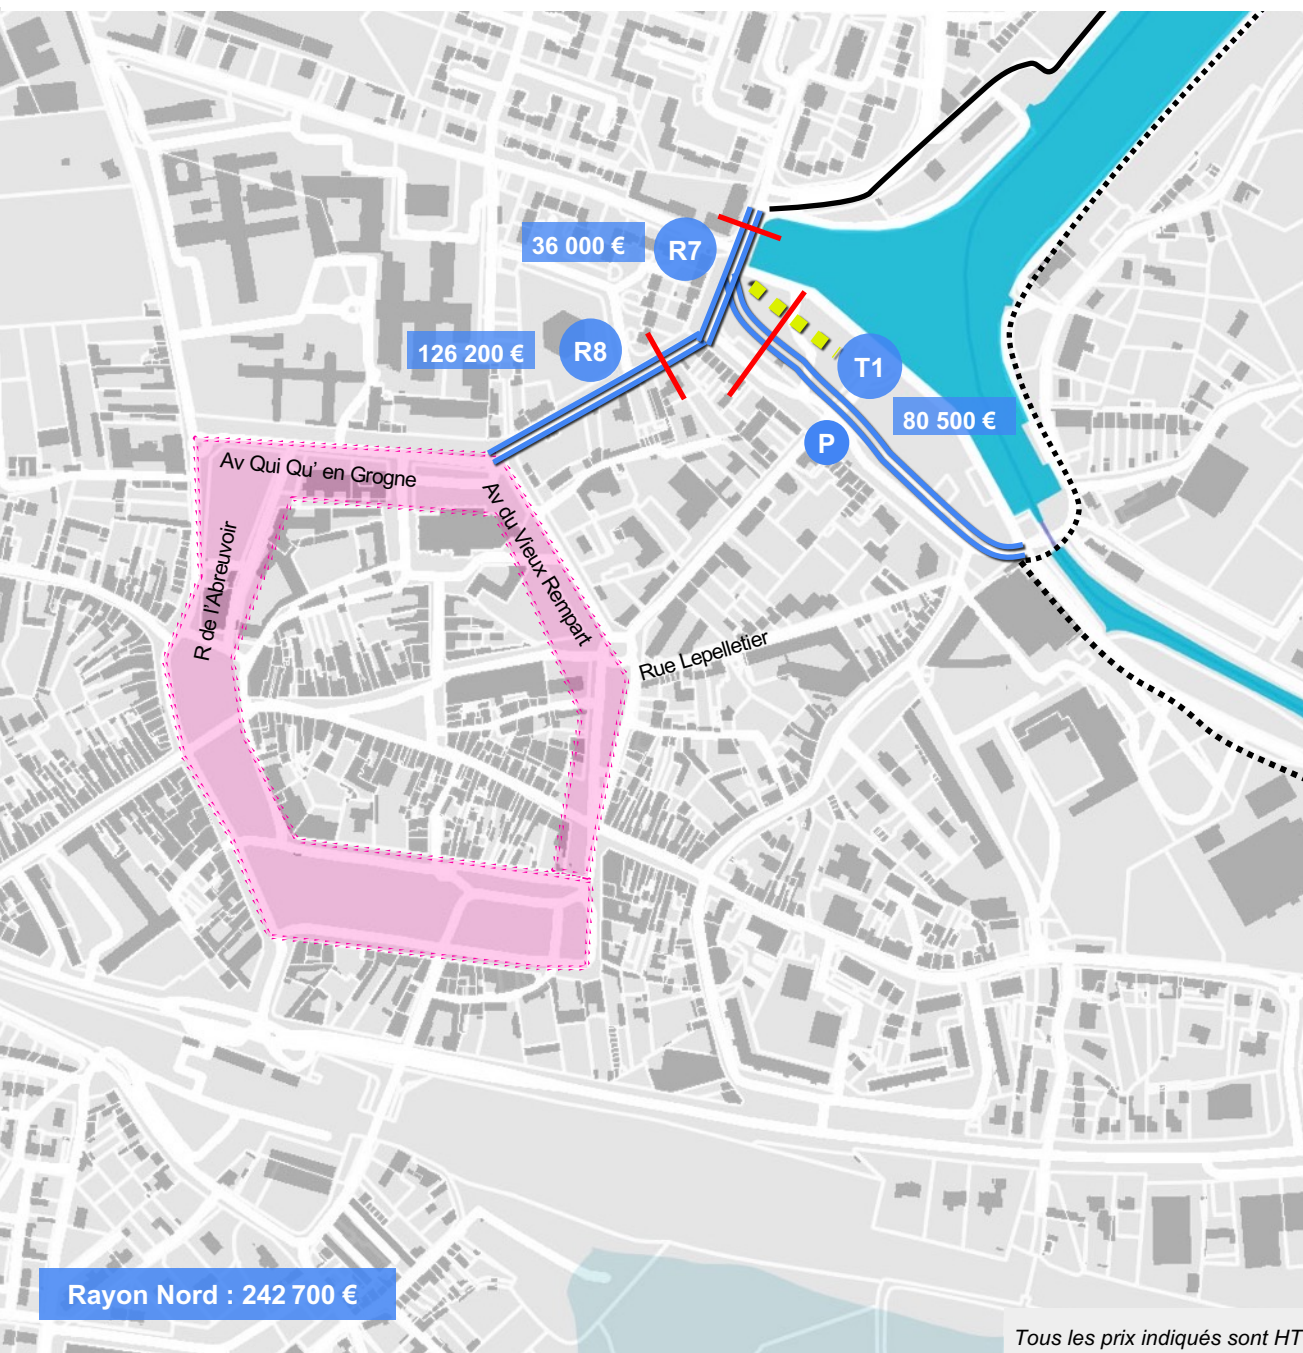 36 000 €
R7
126 200 €
R8
T1
80 500 €
P
Av Qui Qu’ en Grogne
Av du Vieux Rempart
R de l’Abreuvoir
Rue Lepelletier
Rayon Nord : 242 700 €
Tous les prix indiqués sont HT